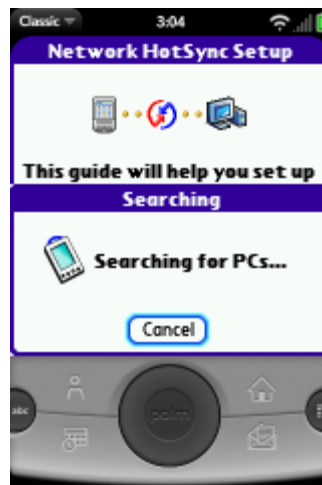 Classic
3:04
Network HotSync Setup
This guide will help you set up
Searching
Searching for PCs...
Cancel
abc
palm